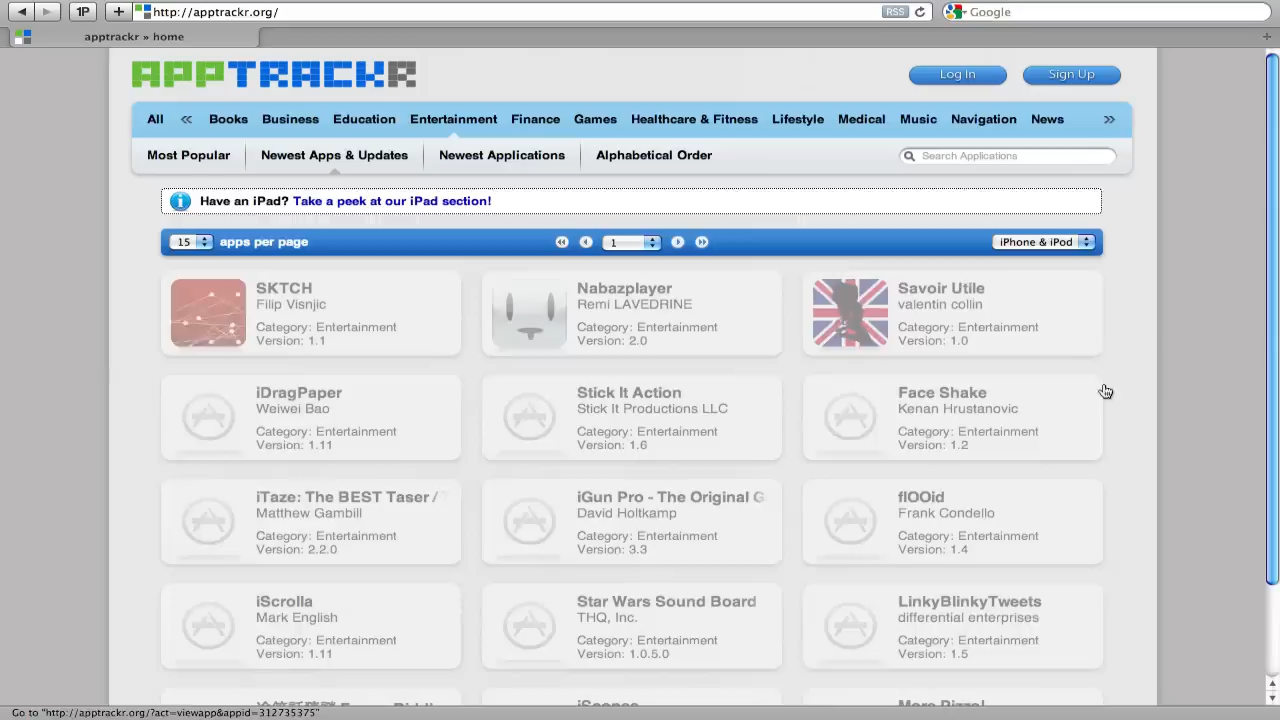 1P
http://apptrackr.org/
RSS
Google
apptrackr » home
APPTRACKR
Log In
Sign Up
All « Books Business Education Entertainment Finance Games Healthcare & Fitness Lifestyle Medical Music Navigation News »
Most Popular Newest Apps & Updates Newest Applications Alphabetical Order
Search Applications
Have an iPad? Take a peek at our iPad section!
15 apps per page
1
iPhone & iPod
SKTCH
Filip Visnjic
Category: Entertainment
Version: 1.1
Nabazplayer
Remi LAVEDRINE
Category: Entertainment
Version: 2.0
Savoir Utile
valentin collin
Category: Entertainment
Version: 1.0
iDragPaper
Weiwei Bao
Category: Entertainment
Version: 1.11
Stick It Action
Stick It Productions LLC
Category: Entertainment
Version: 1.6
Face Shake
Kenan Hrustanovic
Category: Entertainment
Version: 1.2
iTaze: The BEST Taser /
Matthew Gambill
Category: Entertainment
Version: 2.2.0
iGun Pro - The Original G
David Holtkamp
Category: Entertainment
Version: 3.3
flOOid
Frank Condello
Category: Entertainment
Version: 1.4
iScrolla
Mark English
Category: Entertainment
Version: 1.11
Star Wars Sound Board
THQ, Inc.
Category: Entertainment
Version: 1.0.5.0
LinkyBlinkyTweets
differential enterprises
Category: Entertainment
Version: 1.5
Go to "http://apptrackr.org/?act=viewapp&appid=312735375"